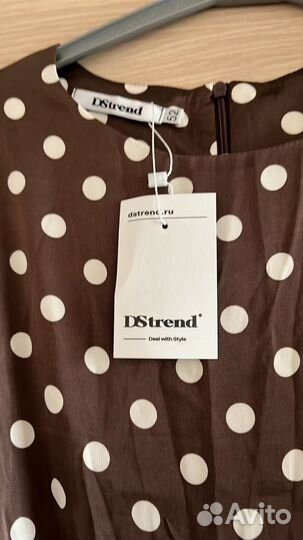 DStrend
52
dstrend.ru
DStrend®
Deal with Style
Avito